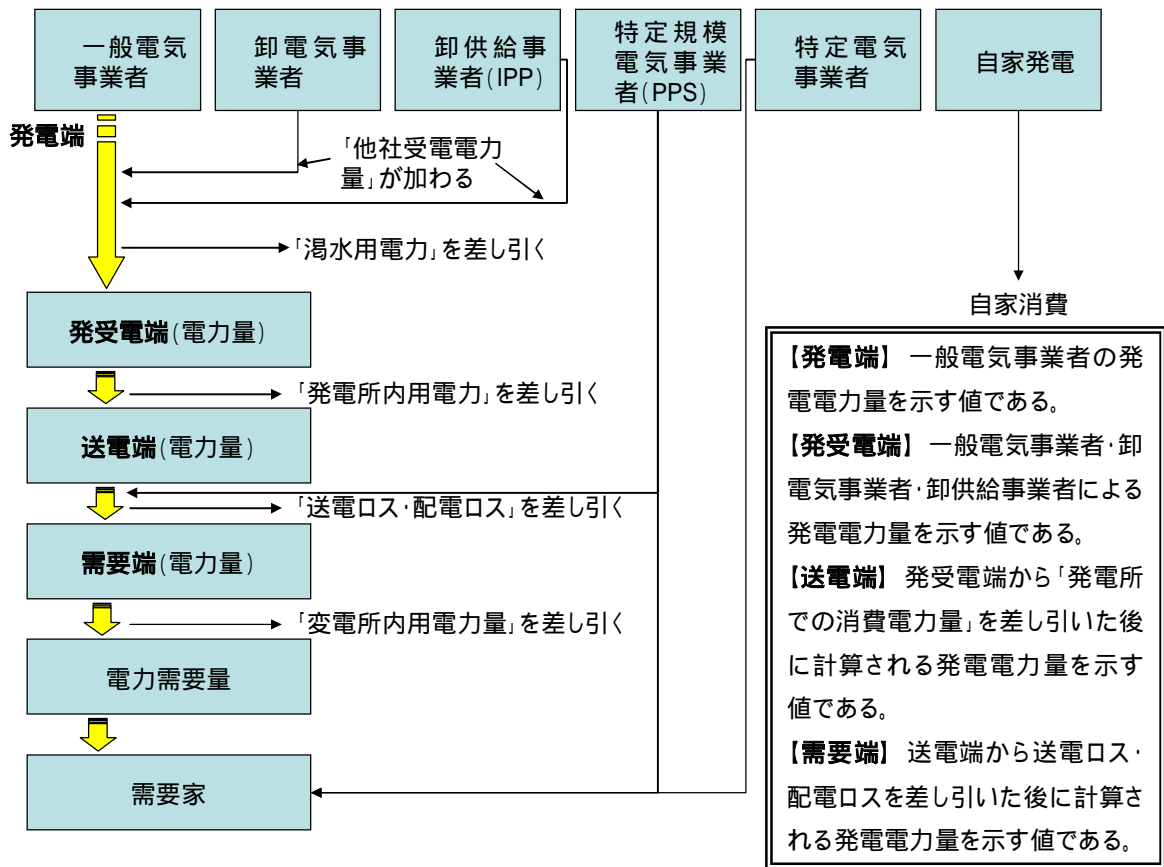 一般電気
事業者
卸電気事
業者
卸供給事
業者(IPP)
特定規模
電気事業
者(PPS)
特定電気
事業者
自家発電
発電端
「他社受電電力
量」が加わる
「渇水用電力」を差し引く
自家消費
発受電端(電力量)
「発電所内用電力」を差し引く
送電端(電力量)
「送電ロス・配電ロス」を差し引く
需要端(電力量)
「変電所内用電力量」を差し引く
電力需要量
需要家
【発電端】 一般電気事業者の発
電電力量を示す値である。
【発受電端】 一般電気事業者・卸
電気事業者・卸供給事業者による
発電電力量を示す値である。
【送電端】 発受電端から「発電所
での消費電力量」を差し引いた後
に計算される発電電力量を示す
値である。
【需要端】 送電端から送電ロス・
配電ロスを差し引いた後に計算さ
れる発電電力量を示す値である。